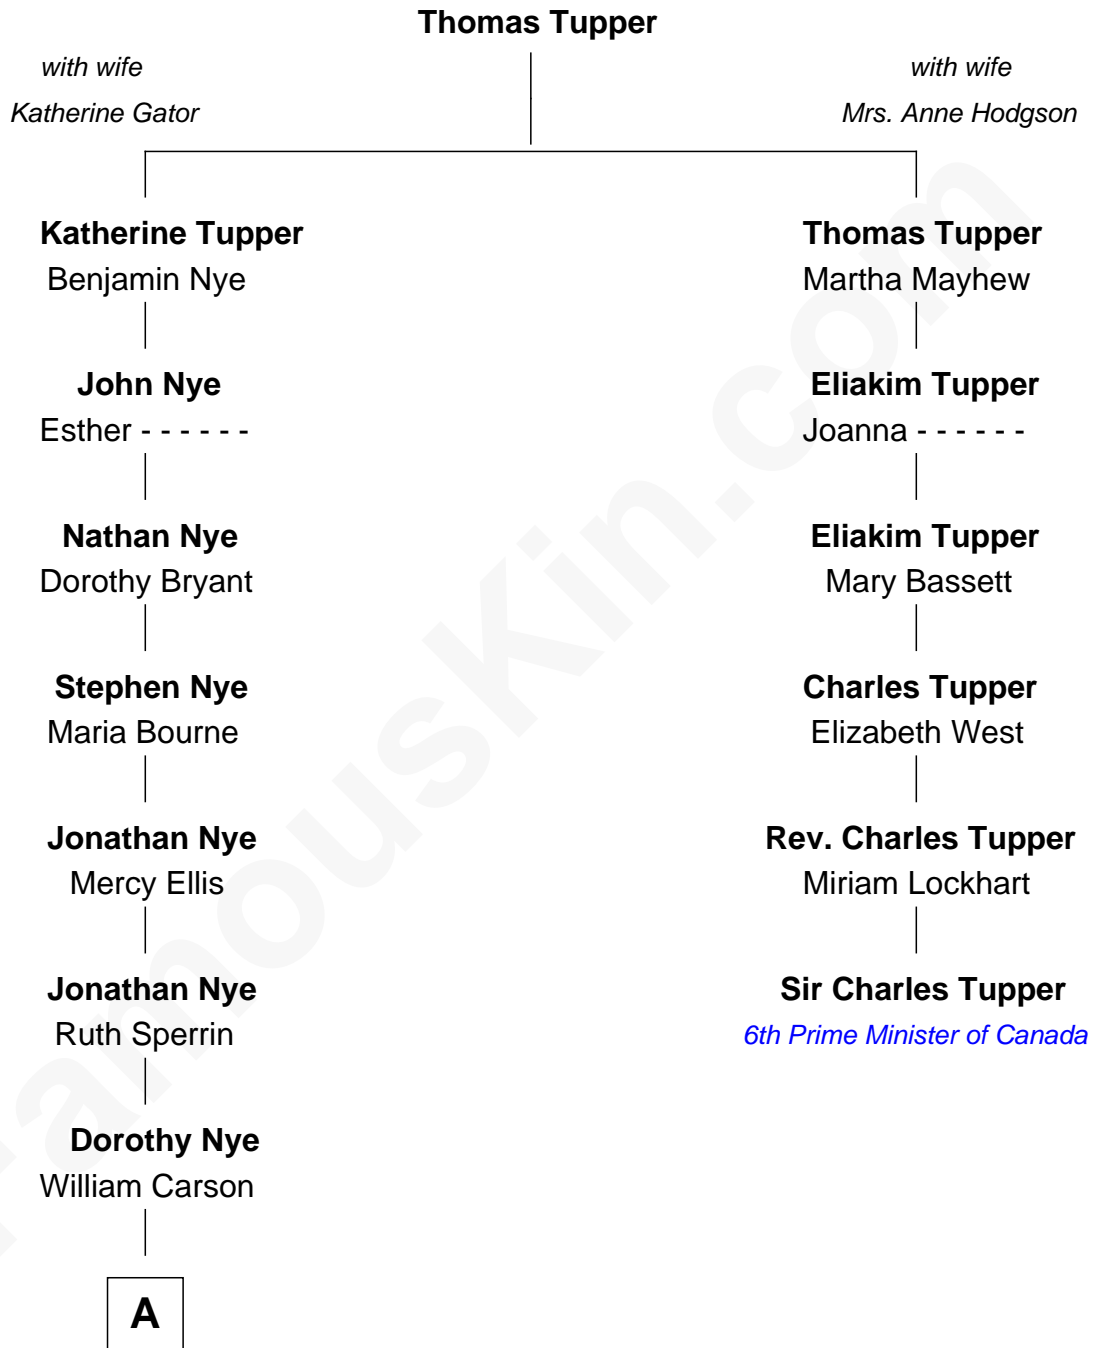 Thomas Tupper
with wife
Katherine Gator
with wife
Mrs. Anne Hodgson
Katherine Tupper
Benjamin Nye
Thomas Tupper
Martha Mayhew
John Nye
Esther - - - - - -
Eliakim Tupper
Joanna - - - - - -
Nathan Nye
Dorothy Bryant
Eliakim Tupper
Mary Bassett
Stephen Nye
Maria Bourne
Charles Tupper
Elizabeth West
Jonathan Nye
Mercy Ellis
Rev. Charles Tupper
Miriam Lockhart
Jonathan Nye
Ruth Sperrin
Sir Charles Tupper
6th Prime Minister of Canada
Dorothy Nye
William Carson
A
FamousKin.com